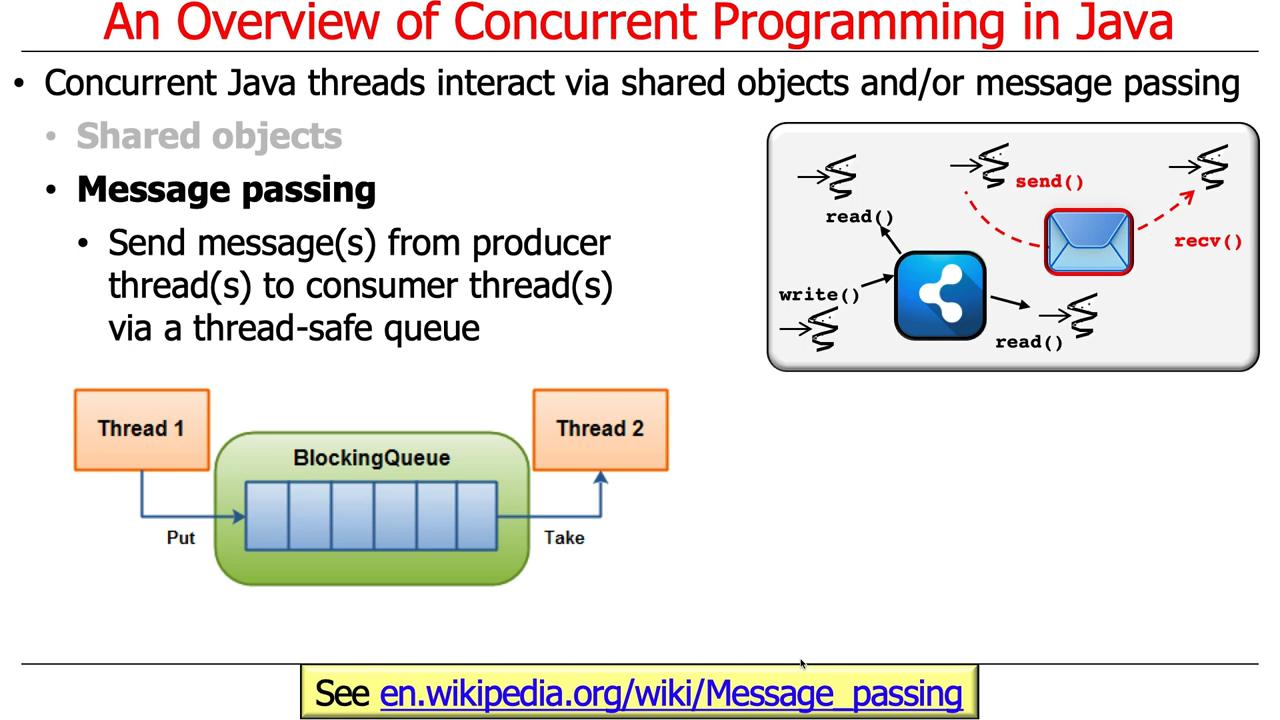 An Overview of Concurrent Programming in Java
• Concurrent Java threads interact via shared objects and/or message passing
• Shared objects
• Message passing
• Send message(s) from producer
thread(s) to consumer thread(s)
via a thread-safe queue
send()
read()
recv()
write()
read()
Thread 1
Thread 2
BlockingQueue
Put
Take
See en.wikipedia.org/wiki/Message_passing